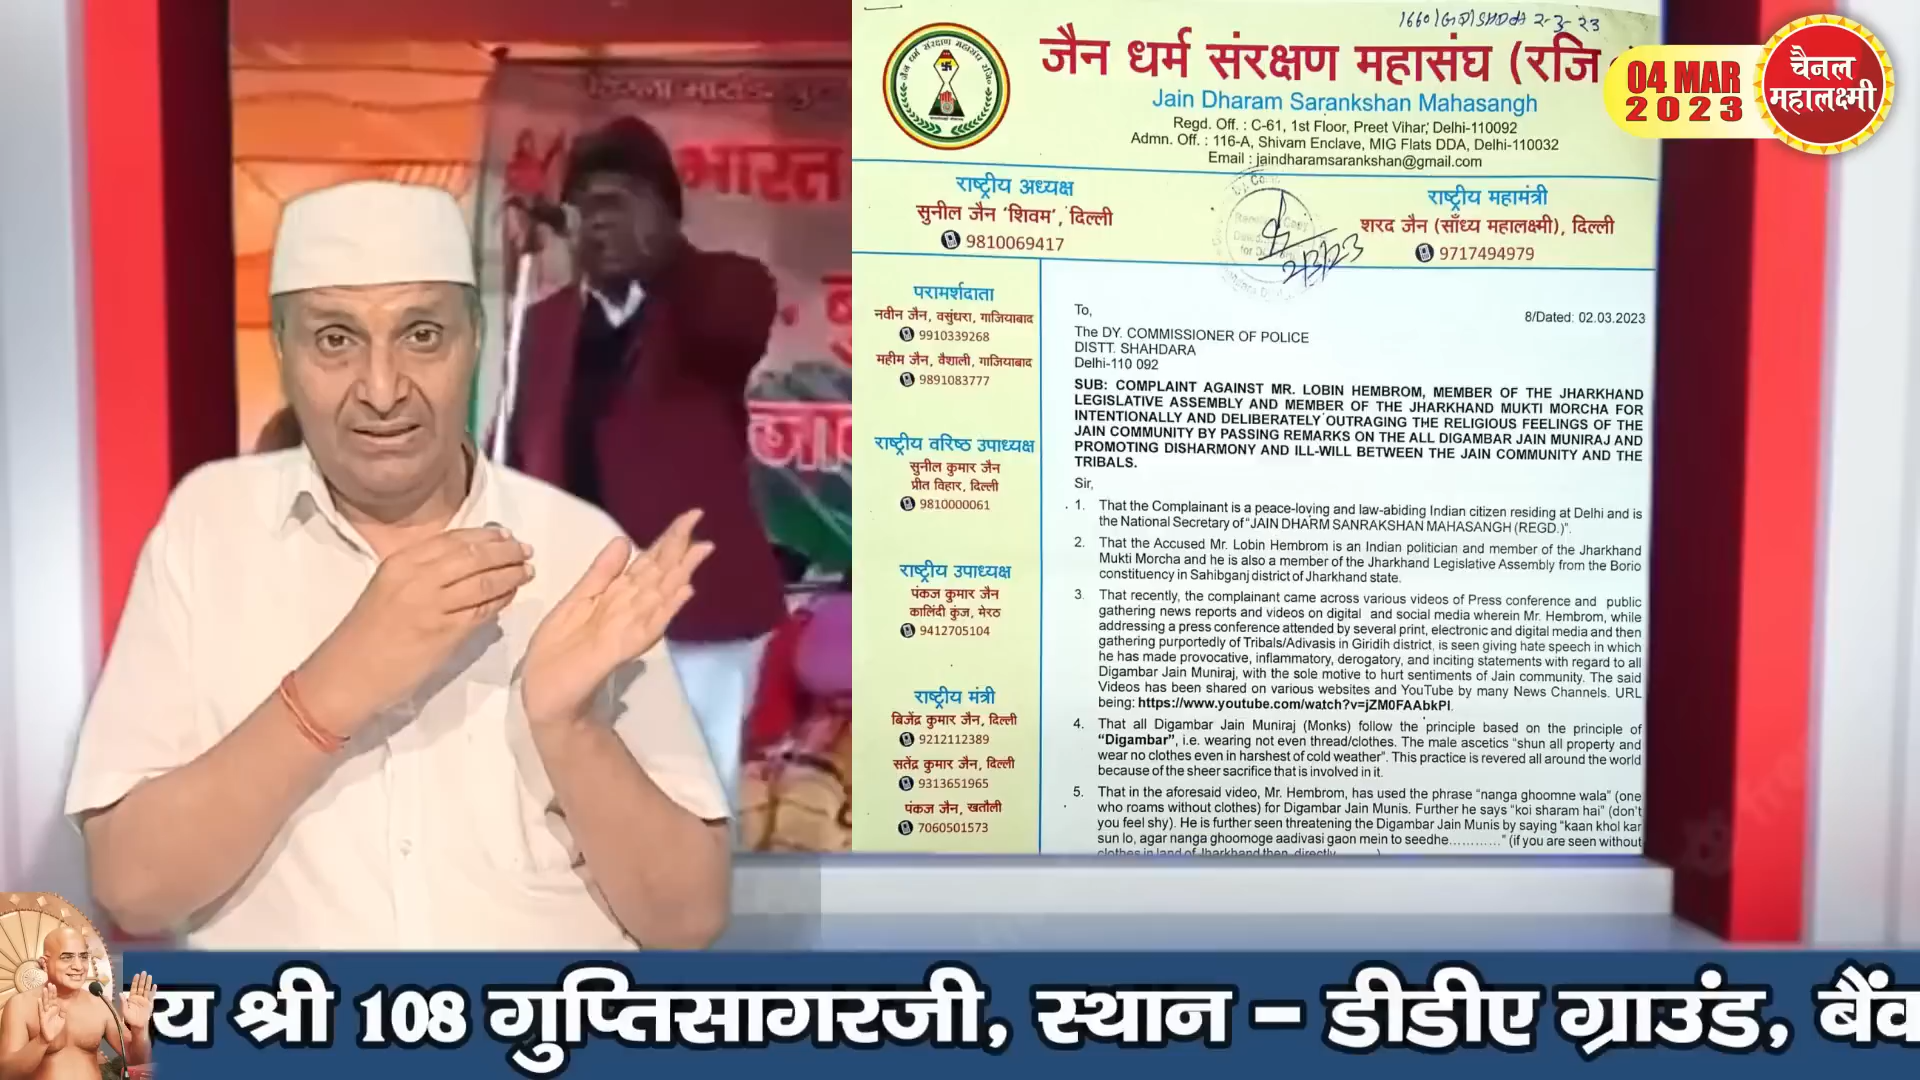 1660 2-3-23
जैन धर्म संरक्षण महासंघ (रजि
Jain Dharam Sarankshan Mahasangh
Regd. Off. : C-61, 1st Floor, Preet Vihar, Delhi-110092
Admn. Off. : 116-A, Shivam Enclave, MIG Flats DDA, Delhi-110032
Email : jaindharamsarankshan@gmail.com
04 MAR
2023
चैनल
महालक्ष्मी
राष्ट्रीय अध्यक्ष
सुनील जैन 'शिवम', दिल्ली
9810069417
राष्ट्रीय महामंत्री
शरद जैन (साँध्य महालक्ष्मी), दिल्ली
9717494979
2/3/23
परामर्शदाता
नवीन जैन, वसुंधरा, गाजियाबाद
9910339268
महीम जैन, वैशाली, गाजियाबाद
9891083777
राष्ट्रीय वरिष्ठ उपाध्यक्ष
सुनील कुमार जैन
प्रीत विहार, दिल्ली
9810000061
राष्ट्रीय उपाध्यक्ष
पंकज कुमार जैन
कालिंदी कुंज, मेरठ
9412705104
राष्ट्रीय मंत्री
बिजेंद्र कुमार जैन, दिल्ली
9212112389
सतेंद्र कुमार जैन, दिल्ली
9313651965
पंकज जैन, खतौली
7060501573
To,
8/Dated: 02.03.2023
The DY. COMMISSIONER OF POLICE
DISTT. SHAHDARA
Delhi-110 092
SUB: COMPLAINT AGAINST MR. LOBIN HEMBROM, MEMBER OF THE JHARKHAND
LEGISLATIVE ASSEMBLY AND MEMBER OF THE JHARKHAND MUKTI MORCHA FOR
INTENTIONALLY AND DELIBERATELY OUTRAGING THE RELIGIOUS FEELINGS OF THE
JAIN COMMUNITY BY PASSING REMARKS ON THE ALL DIGAMBAR JAIN MUNIRAJ AND
PROMOTING DISHARMONY AND ILL-WILL BETWEEN THE JAIN COMMUNITY AND THE
TRIBALS.
Sir,
1. That the Complainant is a peace-loving and law-abiding Indian citizen residing at Delhi and is
the National Secretary of "JAIN DHARM SANRAKSHAN MAHASANGH (REGD.)".
2. That the Accused Mr. Lobin Hembrom is an Indian politician and member of the Jharkhand
Mukti Morcha and he is also a member of the Jharkhand Legislative Assembly from the Borio
constituency in Sahibganj district of Jharkhand state.
3. That recently, the complainant came across various videos of Press conference and public
gathering news reports and videos on digital and social media wherein Mr. Hembrom, while
addressing a press conference attended by several print, electronic and digital media and then
gathering purportedly of Tribals/Adivasis in Giridih district, is seen giving hate speech in which
he has made provocative, inflammatory, derogatory, and inciting statements with regard to all
Digambar Jain Muniraj, with the sole motive to hurt sentiments of Jain community. The said
Videos has been shared on various websites and YouTube by many News Channels. URL
being: https://www.youtube.com/watch?v=jZM0FAAbkPI.
4. That all Digambar Jain Muniraj (Monks) follow the principle based on the principle of
"Digambar", i.e. wearing not even thread/clothes. The male ascetics "shun all property and
wear no clothes even in harshest of cold weather". This practice is revered all around the world
because of the sheer sacrifice that is involved in it.
5. That in the aforesaid video, Mr. Hembrom, has used the phrase "nanga ghoomne wala" (one
who roams without clothes) for Digambar Jain Munis. Further he says "koi sharam hai" (don't
you feel shy). He is further seen threatening the Digambar Jain Munis by saying "kaan khol kar
sun lo, agar nanga ghoomoge aadivasi gaon mein to seedhe............" (if you are seen without
clothes in land of Jharkhand then, directly
भारत
य श्री 108 गुप्तिसागरजी, स्थान – डीडीए ग्राउंड, बैंक